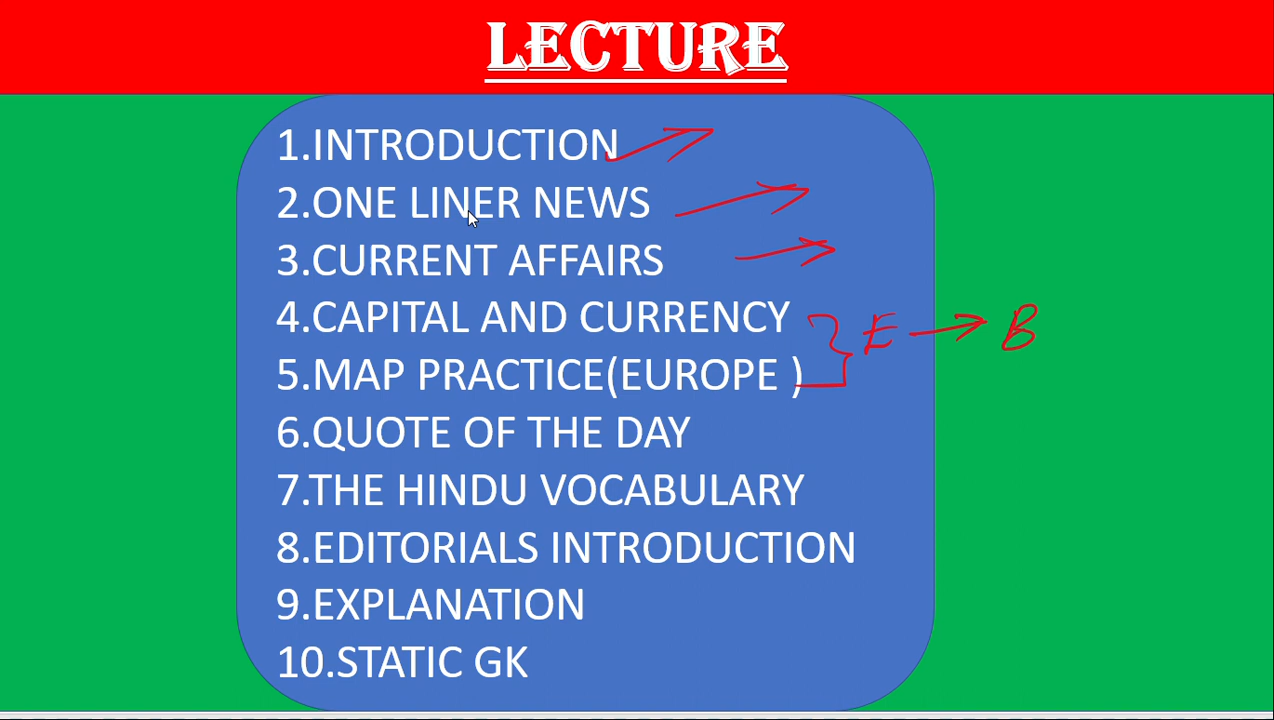 LECTURE
1.INTRODUCTION
2.ONE LINER NEWS
3.CURRENT AFFAIRS
4.CAPITAL AND CURRENCY
E B
5.MAP PRACTICE(EUROPE )
6.QUOTE OF THE DAY
7.THE HINDU VOCABULARY
8.EDITORIALS INTRODUCTION
9.EXPLANATION
10.STATIC GK